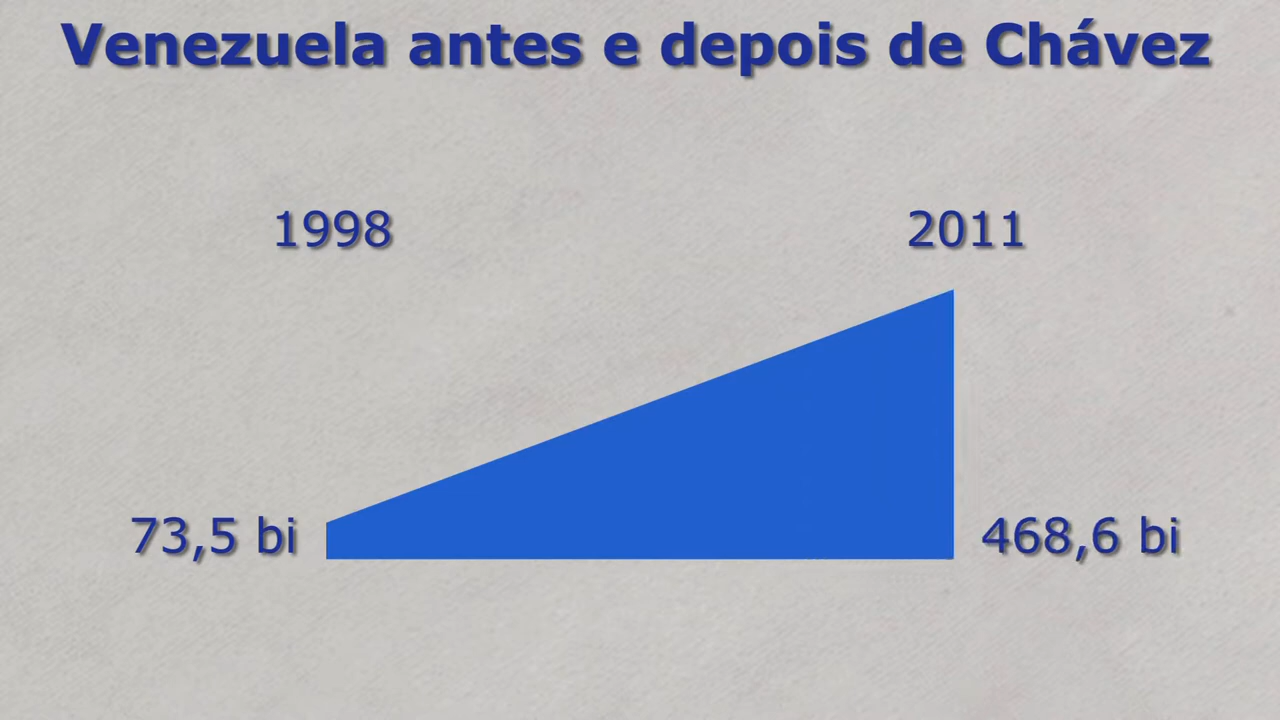 Venezuela antes e depois de Chávez
1998
2011
73,5 bi
468,6 bi